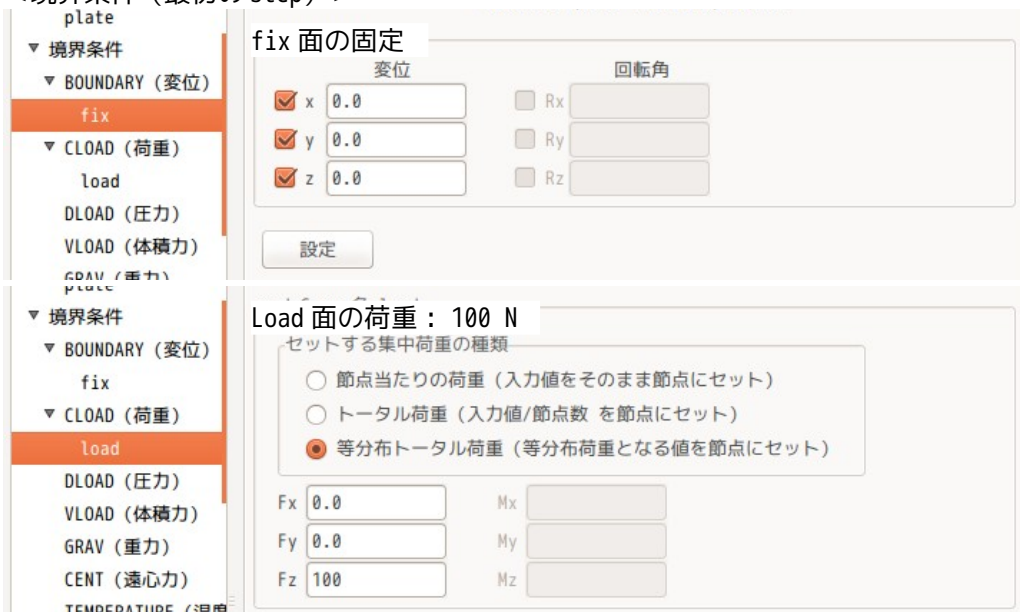 plate
▼ 境界条件
▼ BOUNDARY (変位)
fix
▼ CLOAD (荷重)
load
DLOAD (圧力)
VLOAD (体積力)
GRAV (重力)
fix 面の固定
変位 回転角
x 0.0 Rx
y 0.0 Ry
z 0.0 Rz
設定
plate
▼ 境界条件
▼ BOUNDARY (変位)
fix
▼ CLOAD (荷重)
load
DLOAD (圧力)
VLOAD (体積力)
GRAV (重力)
CENT (遠心力)
TEMPERATURE (温度
Load 面の荷重: 100 N
セットする集中荷重の種類
節点当たりの荷重 (入力値をそのまま節点にセット)
トータル荷重 (入力値/節点数 を節点にセット)
等分布トータル荷重 (等分布荷重となる値を節点にセット)
Fx 0.0 Mx
Fy 0.0 My
Fz 100 Mz